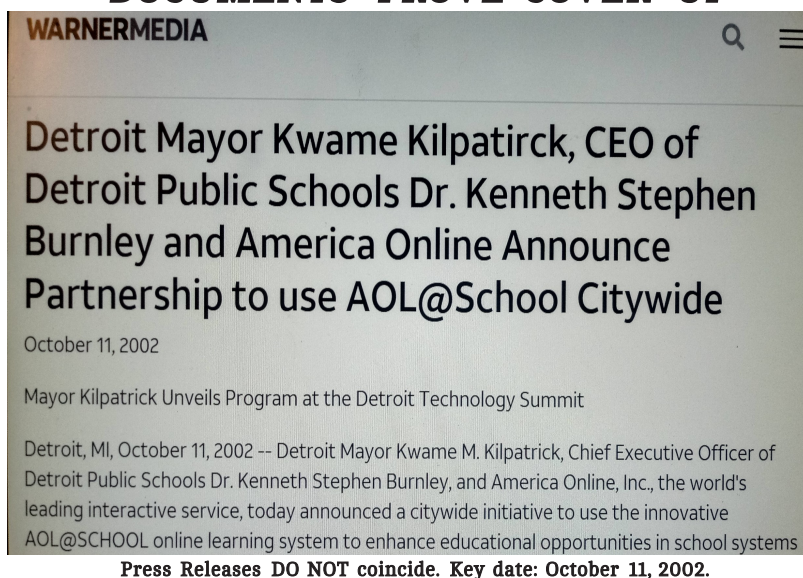 WARNERMEDIA
Detroit Mayor Kwame Kilpatirck, CEO of
Detroit Public Schools Dr. Kenneth Stephen
Burnley and America Online Announce
Partnership to use AOL@School Citywide
October 11, 2002
Mayor Kilpatrick Unveils Program at the Detroit Technology Summit
Detroit, MI, October 11, 2002 -- Detroit Mayor Kwame M. Kilpatrick, Chief Executive Officer of
Detroit Public Schools Dr. Kenneth Stephen Burnley, and America Online, Inc., the world's
leading interactive service, today announced a citywide initiative to use the innovative
AOL@SCHOOL online learning system to enhance educational opportunities in school systems
Press Releases DO NOT coincide. Key date: October 11, 2002.